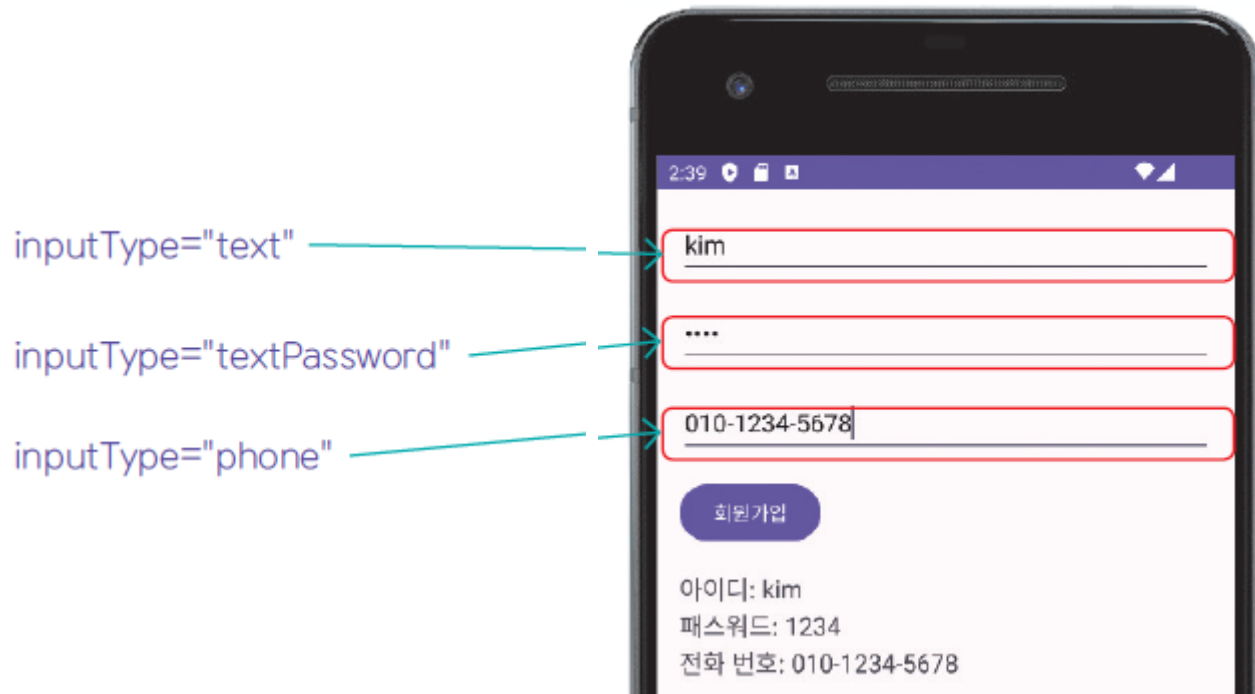 2:39
inputType="text"
kim
inputType="textPassword"
••••
inputType="phone"
010-1234-5678
회원가입
아이디: kim
패스워드: 1234
전화 번호: 010-1234-5678